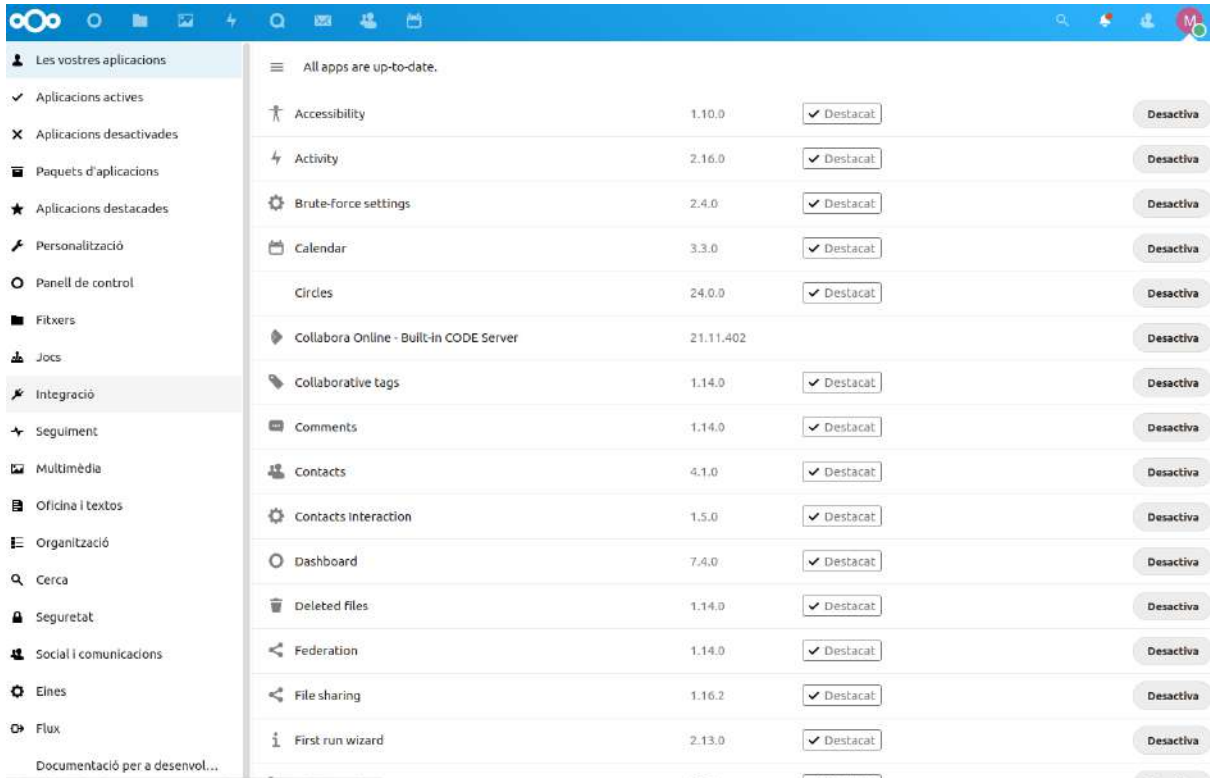 M
Les vostres aplicacions
Aplicacions actives
Aplicacions desactivades
Paquets d'aplicacions
Aplicacions destacades
Personalització
Panell de control
Fitxers
Jocs
Integració
Seguiment
Multimèdia
Oficina i textos
Organització
Cerca
Seguretat
Social i comunicacions
Eines
Flux
Documentació per a desenvol...
All apps are up-to-date.
Accessibility 1.10.0 Destacat Desactiva
Activity 2.16.0 Destacat Desactiva
Brute-force settings 2.4.0 Destacat Desactiva
Calendar 3.3.0 Destacat Desactiva
Circles 24.0.0 Destacat Desactiva
Collabora Online - Built-in CODE Server 21.11.402 Desactiva
Collaborative tags 1.14.0 Destacat Desactiva
Comments 1.14.0 Destacat Desactiva
Contacts 4.1.0 Destacat Desactiva
Contacts Interaction 1.5.0 Destacat Desactiva
Dashboard 7.4.0 Destacat Desactiva
Deleted files 1.14.0 Destacat Desactiva
Federation 1.14.0 Destacat Desactiva
File sharing 1.16.2 Destacat Desactiva
First run wizard 2.13.0 Destacat Desactiva